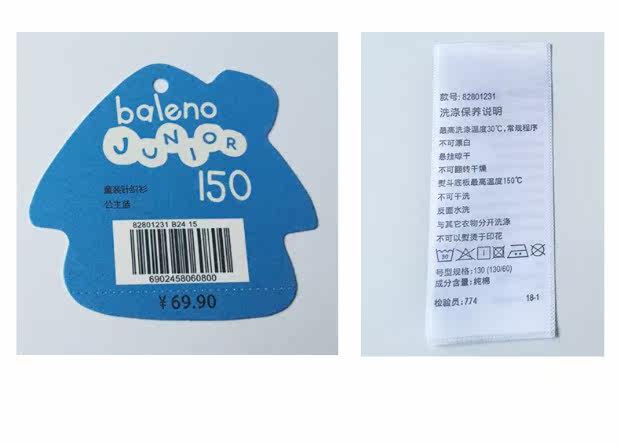 baleno
JUNIOR
150
童装针织衫
公主蓝
82801231 B24 15
6902458060800
¥69.90
款号: 82801231
洗涤保养说明
最高洗涤温度30℃,常规程序
不可漂白
悬挂晾干
不可翻转干燥
熨斗底板最高温度150℃
不可干洗
反面水洗
与其它衣物分开洗涤
不可以熨烫于印花
号型规格: 130 (130/60)
成分含量: 纯棉
检验员: 774 18-1